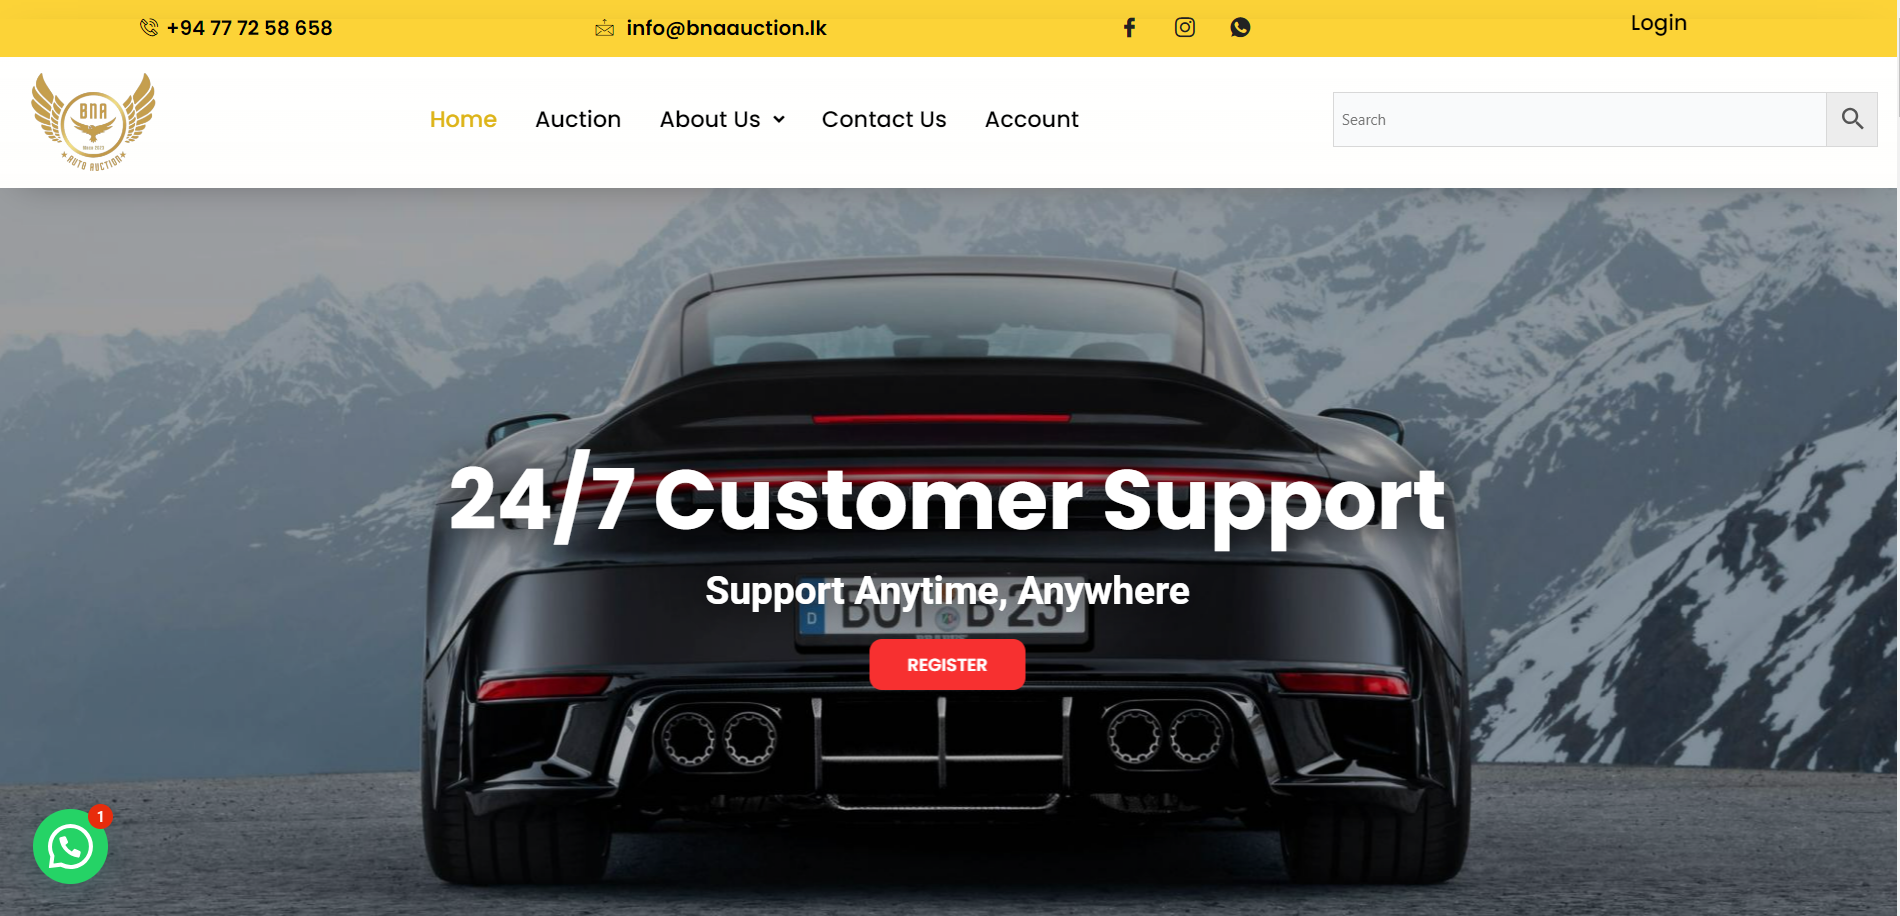 +94 77 72 58 658
info@bnaauction.lk
Login
BNA
AUTO AUCTION
Home
Auction
About Us
Contact Us
Account
Search
24/7 Customer Support
Support Anytime, Anywhere
D
REGISTER
1